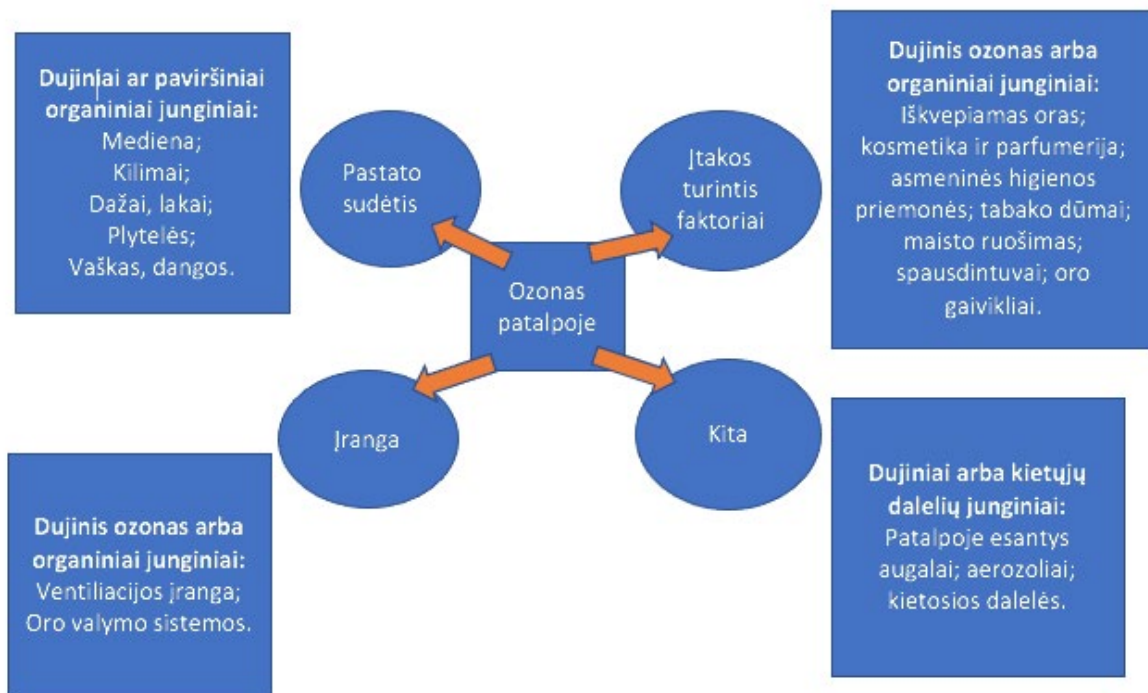 Dujiniai ar paviršiniai
organiniai junginiai:
Mediena;
Kilimai;
Dažai, lakai;
Plytelės;
Vaškas, dangos.
Pastato
sudėtis
Įtakos
turintis
faktoriai
Dujinis ozonas arba
organiniai junginiai:
Iškvepiamas oras;
kosmetika ir parfumerija;
asmeninės higienos
priemonės; tabako dūmai;
maisto ruošimas;
spausdintuvai; oro
gaivikliai.
Ozonas
patalpoje
Įranga
Kita
Dujinis ozonas arba
organiniai junginiai:
Ventiliacijos įranga;
Oro valymo sistemos.
Dujiniai arba kietųjų
dalelių junginiai:
Patalpoje esantys
augalai; aerozoliai;
kietosios dalelės.